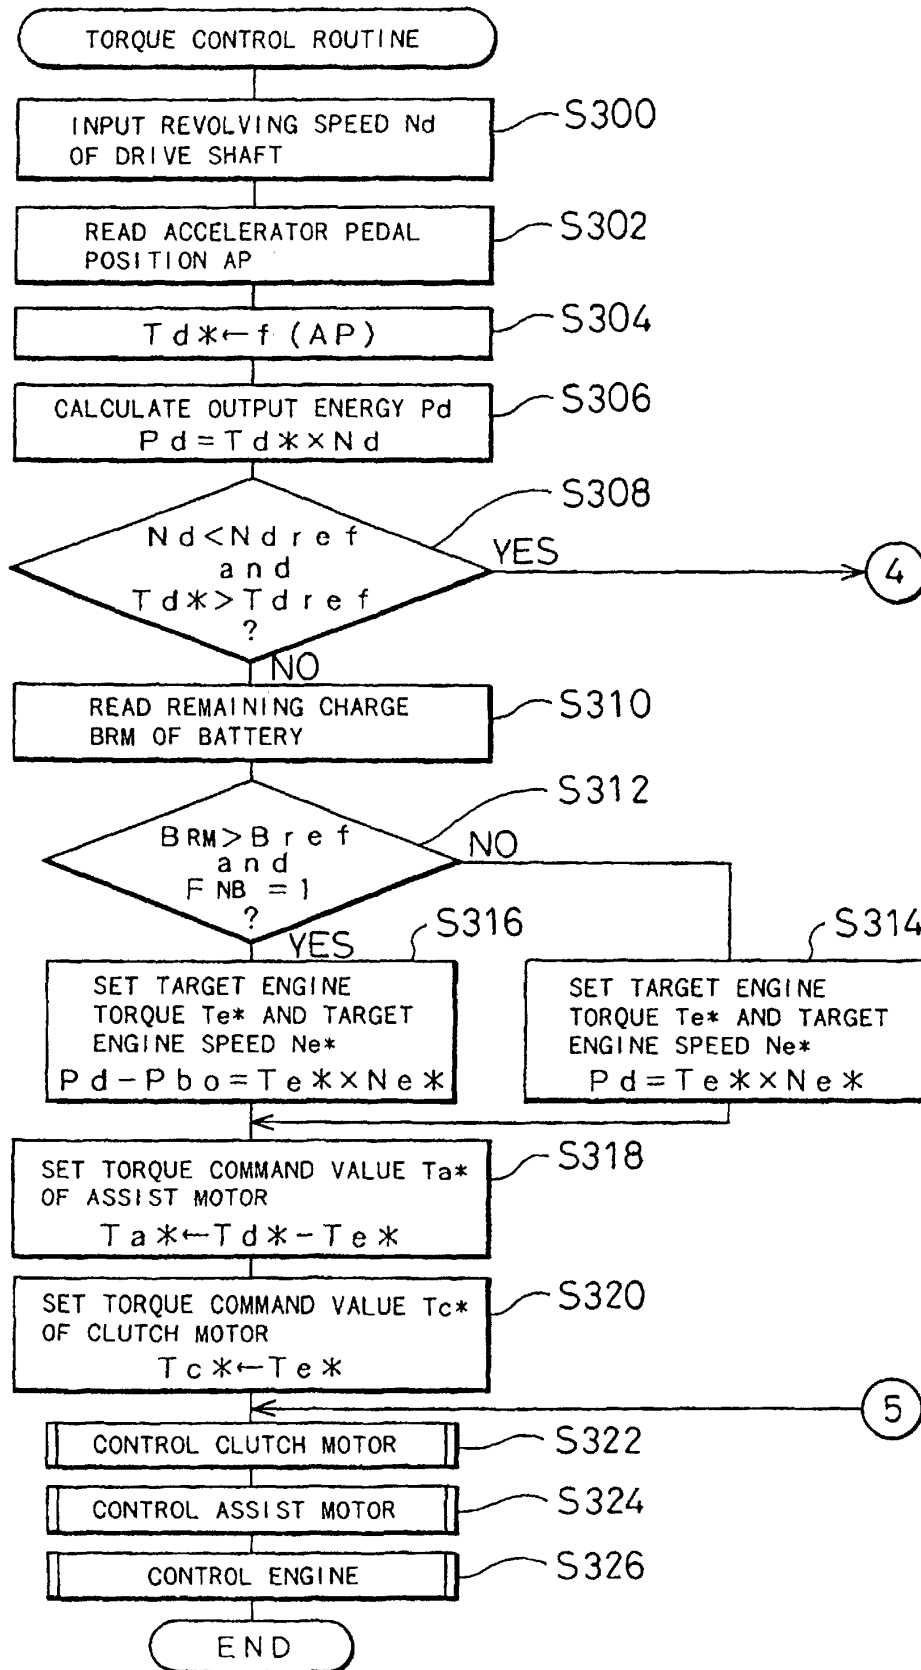 TORQUE CONTROL ROUTINE
INPUT REVOLVING SPEED Nd
OF DRIVE SHAFT
S300
READ ACCELERATOR PEDAL
POSITION AP
S302
Td*←f(AP)
S304
CALCULATE OUTPUT ENERGY Pd
Pd=Td*×Nd
S306
Nd<Ndref
and
Td*>Tdref
?
S308
YES
4
NO
READ REMAINING CHARGE
BRM OF BATTERY
S310
BRM>Bref
and
FNB=1
?
S312
NO
YES
S316
SET TARGET ENGINE
TORQUE Te* AND TARGET
ENGINE SPEED Ne*
Pd-Pbo=Te*×Ne*
S314
SET TARGET ENGINE
TORQUE Te* AND TARGET
ENGINE SPEED Ne*
Pd=Te*×Ne*
SET TORQUE COMMAND VALUE Ta*
OF ASSIST MOTOR
Ta*←Td*-Te*
S318
SET TORQUE COMMAND VALUE Tc*
OF CLUTCH MOTOR
Tc*←Te*
S320
5
CONTROL CLUTCH MOTOR
S322
CONTROL ASSIST MOTOR
S324
CONTROL ENGINE
S326
END